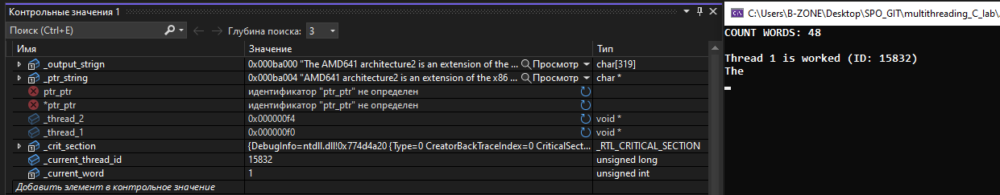 Контрольные значения 1
Поиск (Ctrl+E) Глубина поиска: 3
Имя Значение Тип
_output_strign 0x000ba000 "The AMD641 architecture2 is an extension of the ... Просмотр char[319]
_ptr_string 0x000ba004 "AMD641 architecture2 is an extension of the x86 ... Просмотр char *
ptr_ptr идентификатор "ptr_ptr" не определен
*ptr_ptr идентификатор "ptr_ptr" не определен
_thread_2 0x000000f4 void *
_thread_1 0x000000f0 void *
_crit_section {DebugInfo=ntdll.dll!0x774d4a20 {Type=0 CreatorBackTraceIndex=0 CriticalSect... _RTL_CRITICAL_SECTION
_current_thread_id 15832 unsigned long
_current_word 1 unsigned int
Добавить элемент в контрольное значение
C:\Users\B-ZONE\Desktop\SPO_GIT\multithreading_C_lab\
COUNT WORDS: 48
Thread 1 is worked (ID: 15832)
The